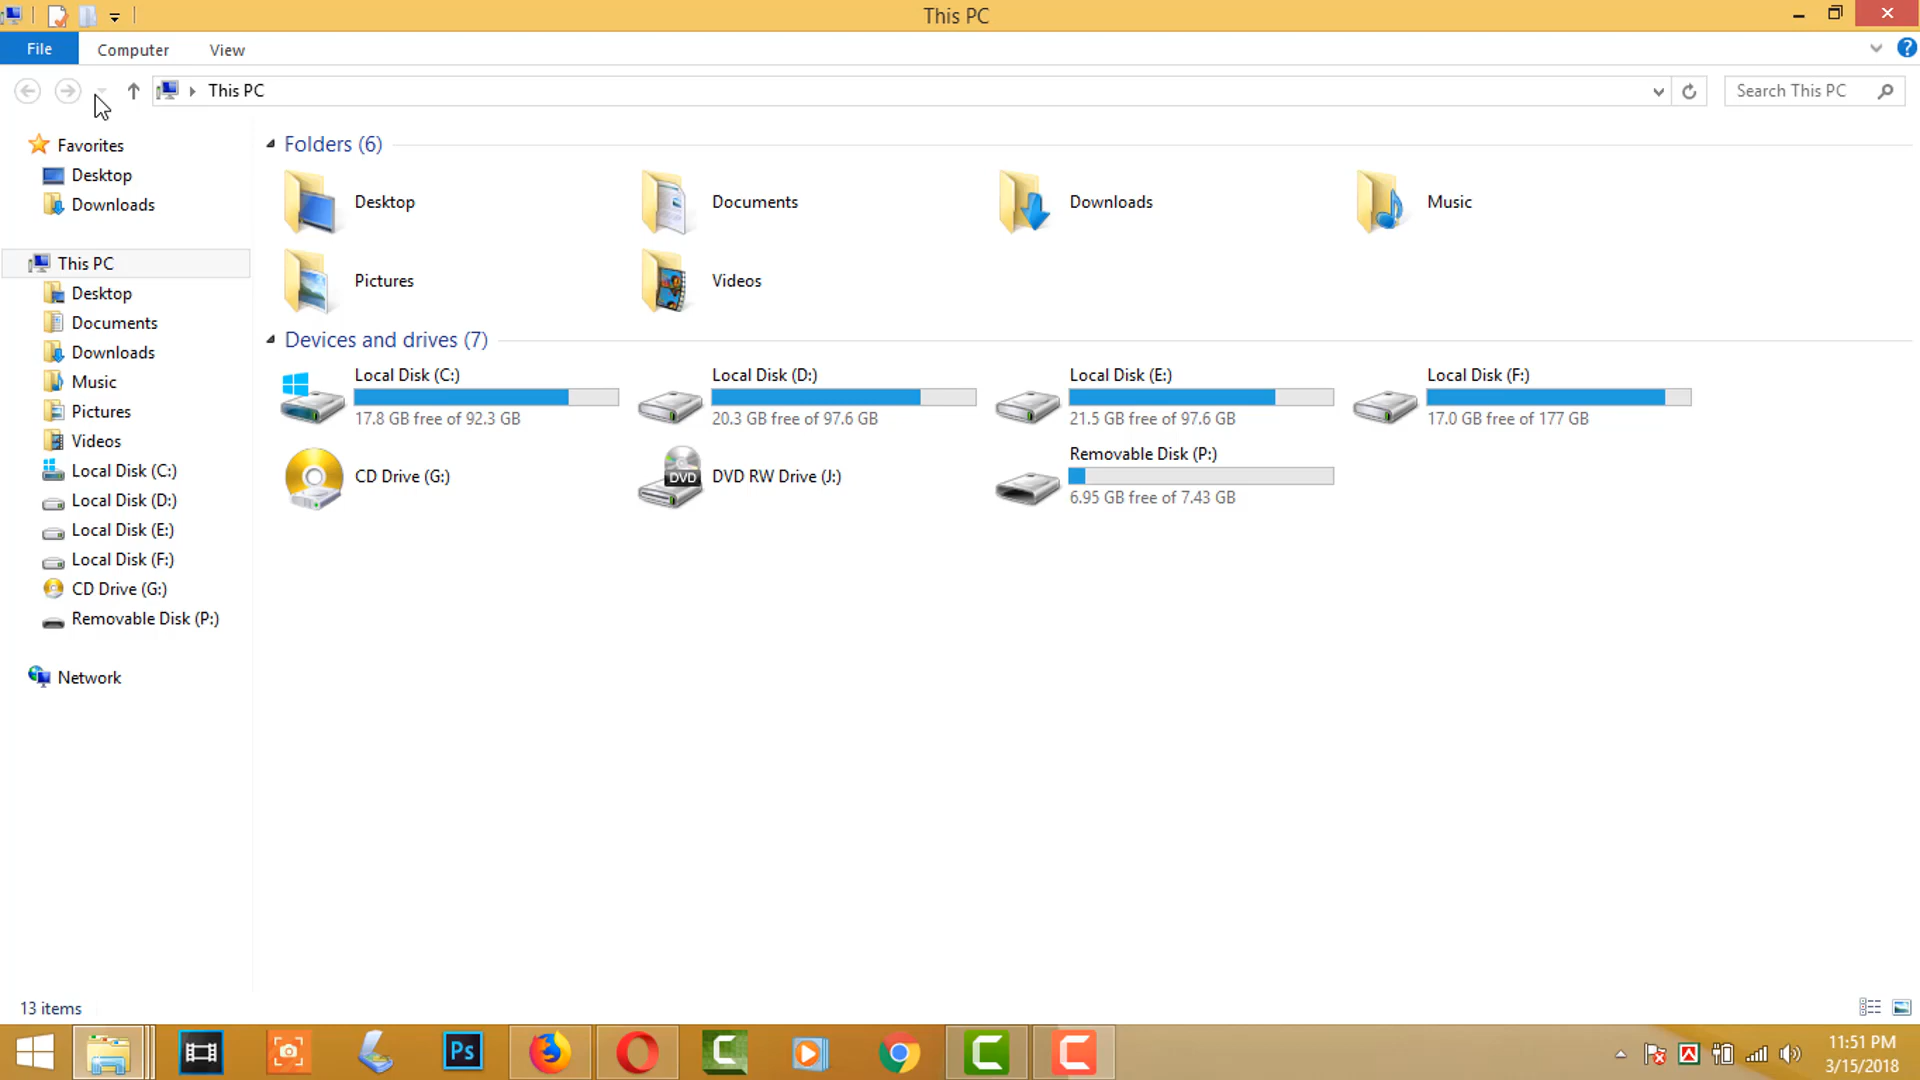 This PC
File
Computer
View
This PC
Search This PC
Favorites
Desktop
Downloads
This PC
Desktop
Documents
Downloads
Music
Pictures
Videos
Local Disk (C:)
Local Disk (D:)
Local Disk (E:)
Local Disk (F:)
CD Drive (G:)
Removable Disk (P:)
Network
Folders (6)
Desktop
Documents
Downloads
Music
Pictures
Videos
Devices and drives (7)
Local Disk (C:)
17.8 GB free of 92.3 GB
Local Disk (D:)
20.3 GB free of 97.6 GB
Local Disk (E:)
21.5 GB free of 97.6 GB
Local Disk (F:)
17.0 GB free of 177 GB
CD Drive (G:)
DVD
DVD RW Drive (J:)
Removable Disk (P:)
6.95 GB free of 7.43 GB
13 items
Ps
11:51 PM
3/15/2018